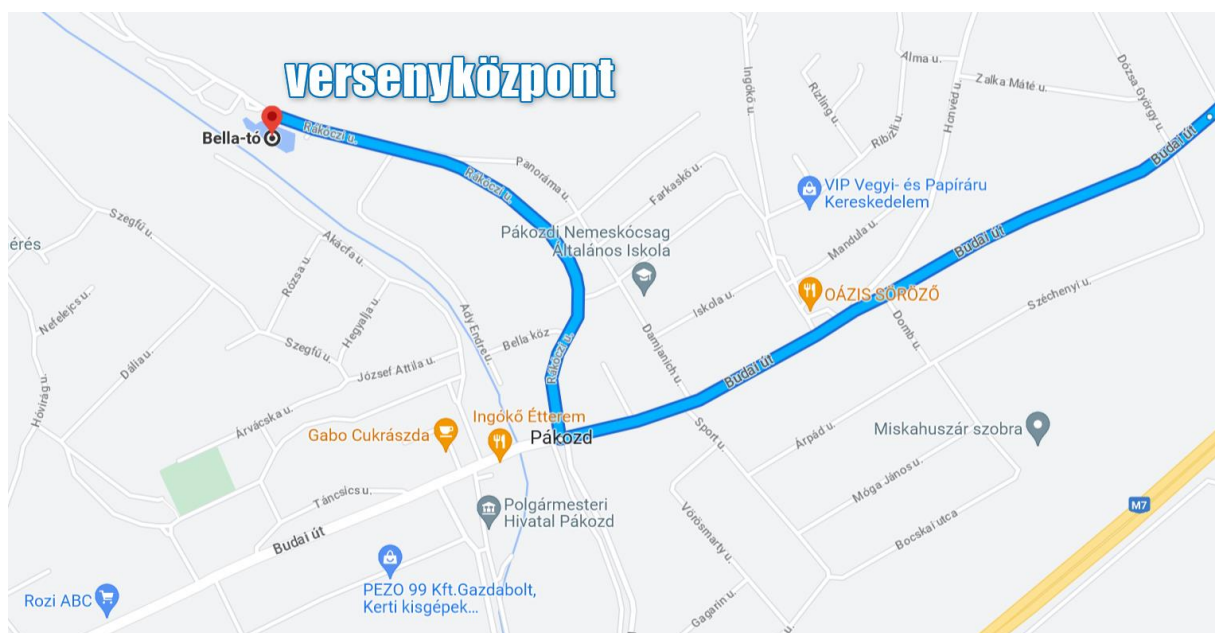 versenyközpont
Bella-tó
Rákóczi u.
Rákóczi u.
Rákóczi u.
Panoráma u.
Farkaskő u.
Ingókő u.
Rizling u.
Ribizli u.
Alma u.
Honvéd u.
Zalka Máté u.
Dózsa György u.
Budai út
VIP Vegyi- és Papíráru
Kereskedelem
Mandula u.
Budai út
Pákozdi Nemeskócsag
Általános Iskola
Iskola u.
OÁZIS SÖRÖZŐ
Széchenyi u.
Domb u.
Damjanich u.
Budai út
érés
Szegfű u.
Akácfa u.
Rózsa u.
Nefelejcs u.
Hegyalja u.
Szegfű u.
Dália u.
Ady Endre u.
Bella köz
József Attila u.
Hóvirág u.
Árvácska u.
Gabo Cukrászda
Ingókő Étterem
Pákozd
Sport u.
Árpád u.
Miskahuszár szobra
Móga János u.
Bocskai utca
M7
Táncsics u.
Budai út
Polgármesteri
Hivatal Pákozd
Vörösmarty u.
Gagarin u.
PEZO 99 Kft.Gazdabolt,
Kerti kisgépek...
Rozi ABC
u.